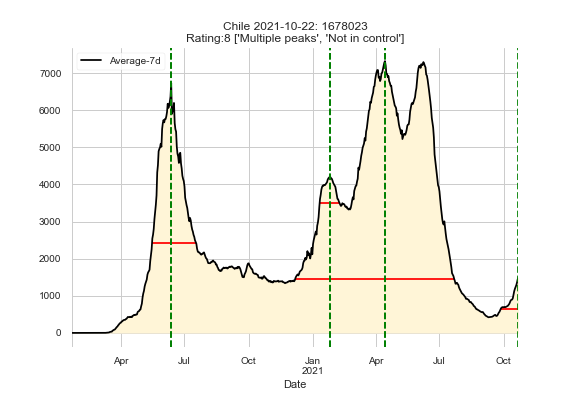 Chile 2021-10-22: 1678023
Rating:8 ['Multiple peaks', 'Not in control']
Average-7d
7000
6000
5000
4000
3000
2000
1000
0
Apr Jul Oct Jan Apr Jul Oct
2021
Date